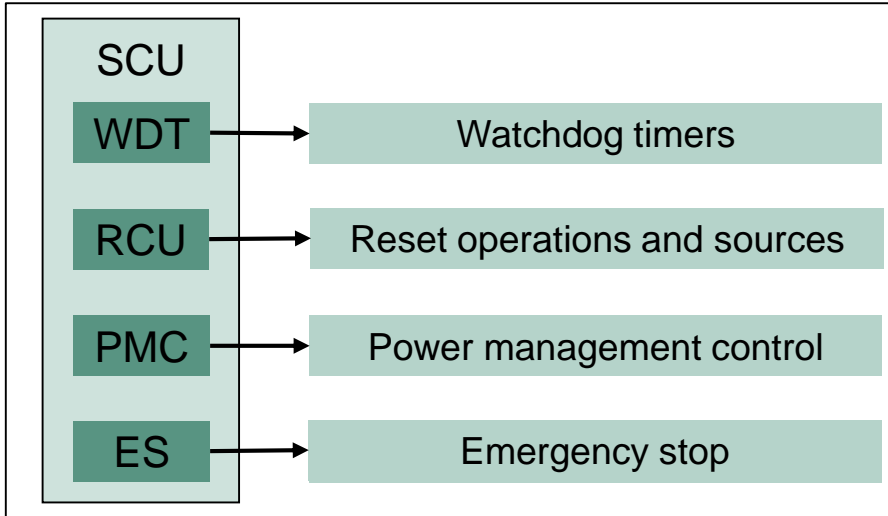 SCU
WDT
Watchdog timers
RCU
Reset operations and sources
PMC
Power management control
ES
Emergency stop